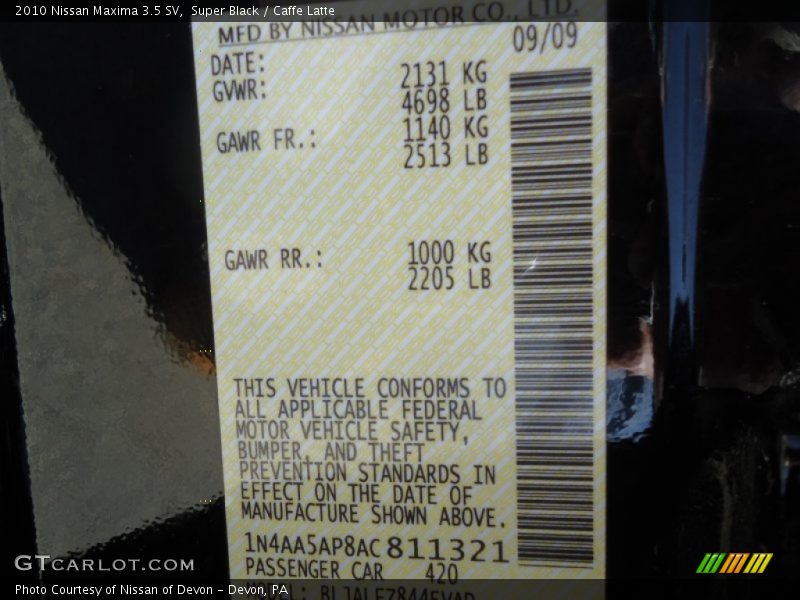 2010 Nissan Maxima 3.5 SV, Super Black / Caffe Latte
MFD BY NISSAN MOTOR CO., LTD.
DATE: 09/09
GVWR: 2131 KG
4698 LB
GAWR FR.: 1140 KG
2513 LB
GAWR RR.: 1000 KG
2205 LB
THIS VEHICLE CONFORMS TO
ALL APPLICABLE FEDERAL
MOTOR VEHICLE SAFETY,
BUMPER, AND THEFT
PREVENTION STANDARDS IN
EFFECT ON THE DATE OF
MANUFACTURE SHOWN ABOVE.
1N4AA5AP8AC811321
PASSENGER CAR 420
MODEL:
GTCARLOT.COM
Photo Courtesy of Nissan of Devon – Devon, PA